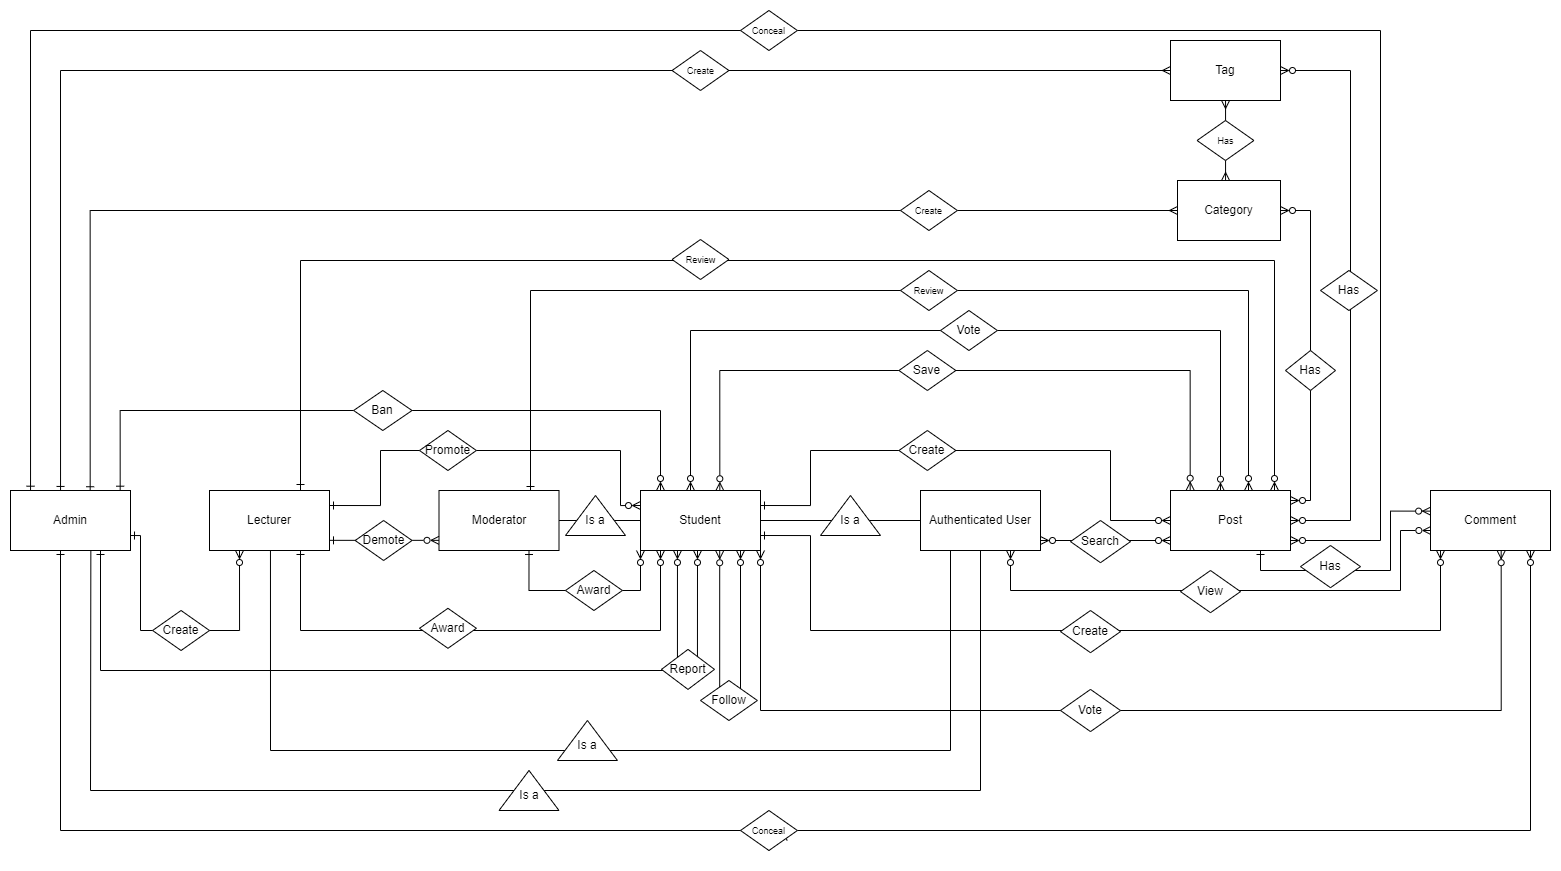 Conceal
Create
Tag
Has
Create
Category
Review
Review
Has
Vote
Save
Has
Ban
Promote
Create
Admin
Lecturer
Moderator
Is a
Student
Is a
Authenticated User
Post
Comment
Demote
Search
Has
Award
View
Create
Award
Create
Report
Follow
Vote
Is a
Is a
Conceal